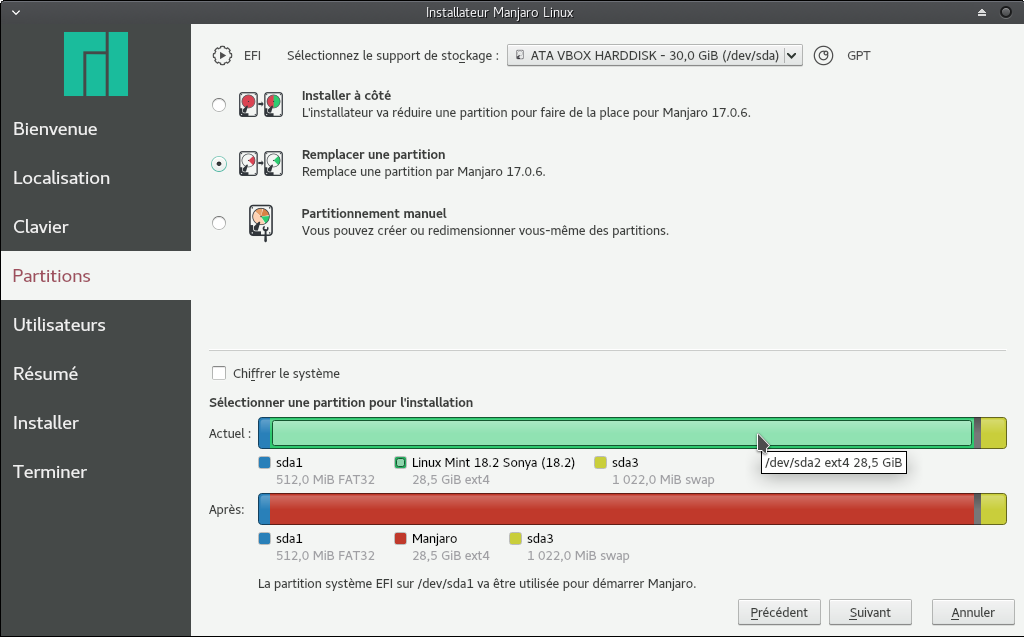 Installateur Manjaro Linux
EFI Sélectionnez le support de stockage : ATA VBOX HARDDISK - 30,0 GiB (/dev/sda) GPT
Bienvenue
Localisation
Clavier
Partitions
Utilisateurs
Résumé
Installer
Terminer
Installer à côté
L'installateur va réduire une partition pour faire de la place pour Manjaro 17.0.6.
Remplacer une partition
Remplace une partition par Manjaro 17.0.6.
Partitionnement manuel
Vous pouvez créer ou redimensionner vous-même des partitions.
Chiffrer le système
Sélectionner une partition pour l'installation
Actuel :
sda1 Linux Mint 18.2 Sonya (18.2) sda3
/dev/sda2 ext4 28,5 GiB
512,0 MiB FAT32 28,5 GiB ext4 1 022,0 MiB swap
Après:
sda1 Manjaro sda3
512,0 MiB FAT32 28,5 GiB ext4 1 022,0 MiB swap
La partition système EFI sur /dev/sda1 va être utilisée pour démarrer Manjaro.
Précédent Suivant Annuler